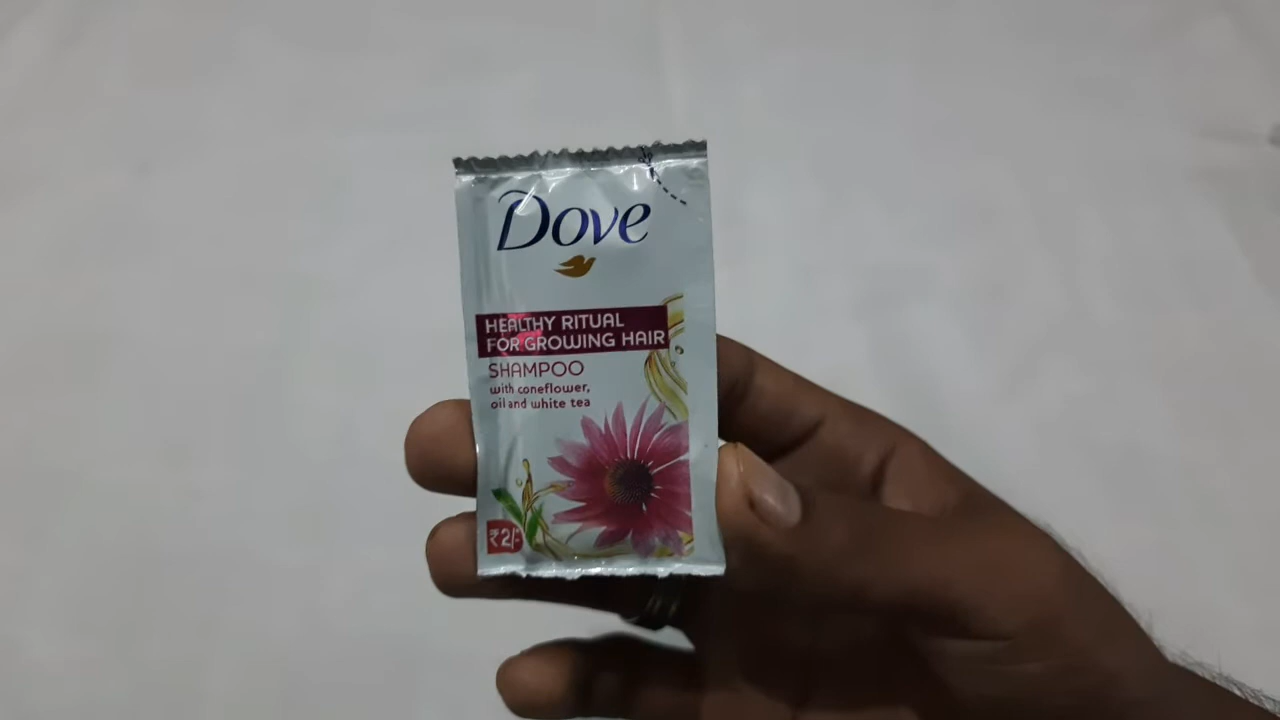 Dove
HEALTHY RITUAL
FOR GROWING HAIR
SHAMPOO
with coneflower,
oil and white tea
₹2/-